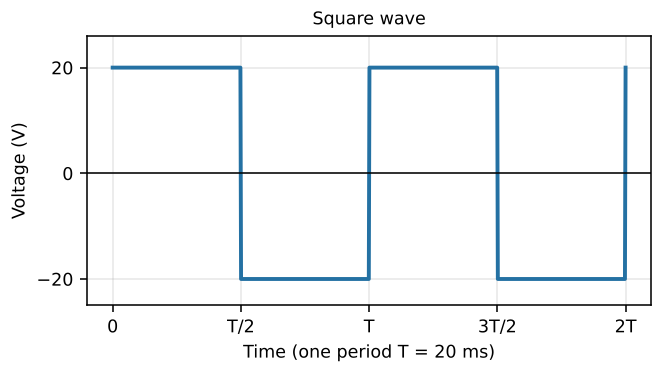 Square wave
Voltage (V)
20
0
−20
0 T/2 T 3T/2 2T
Time (one period T = 20 ms)